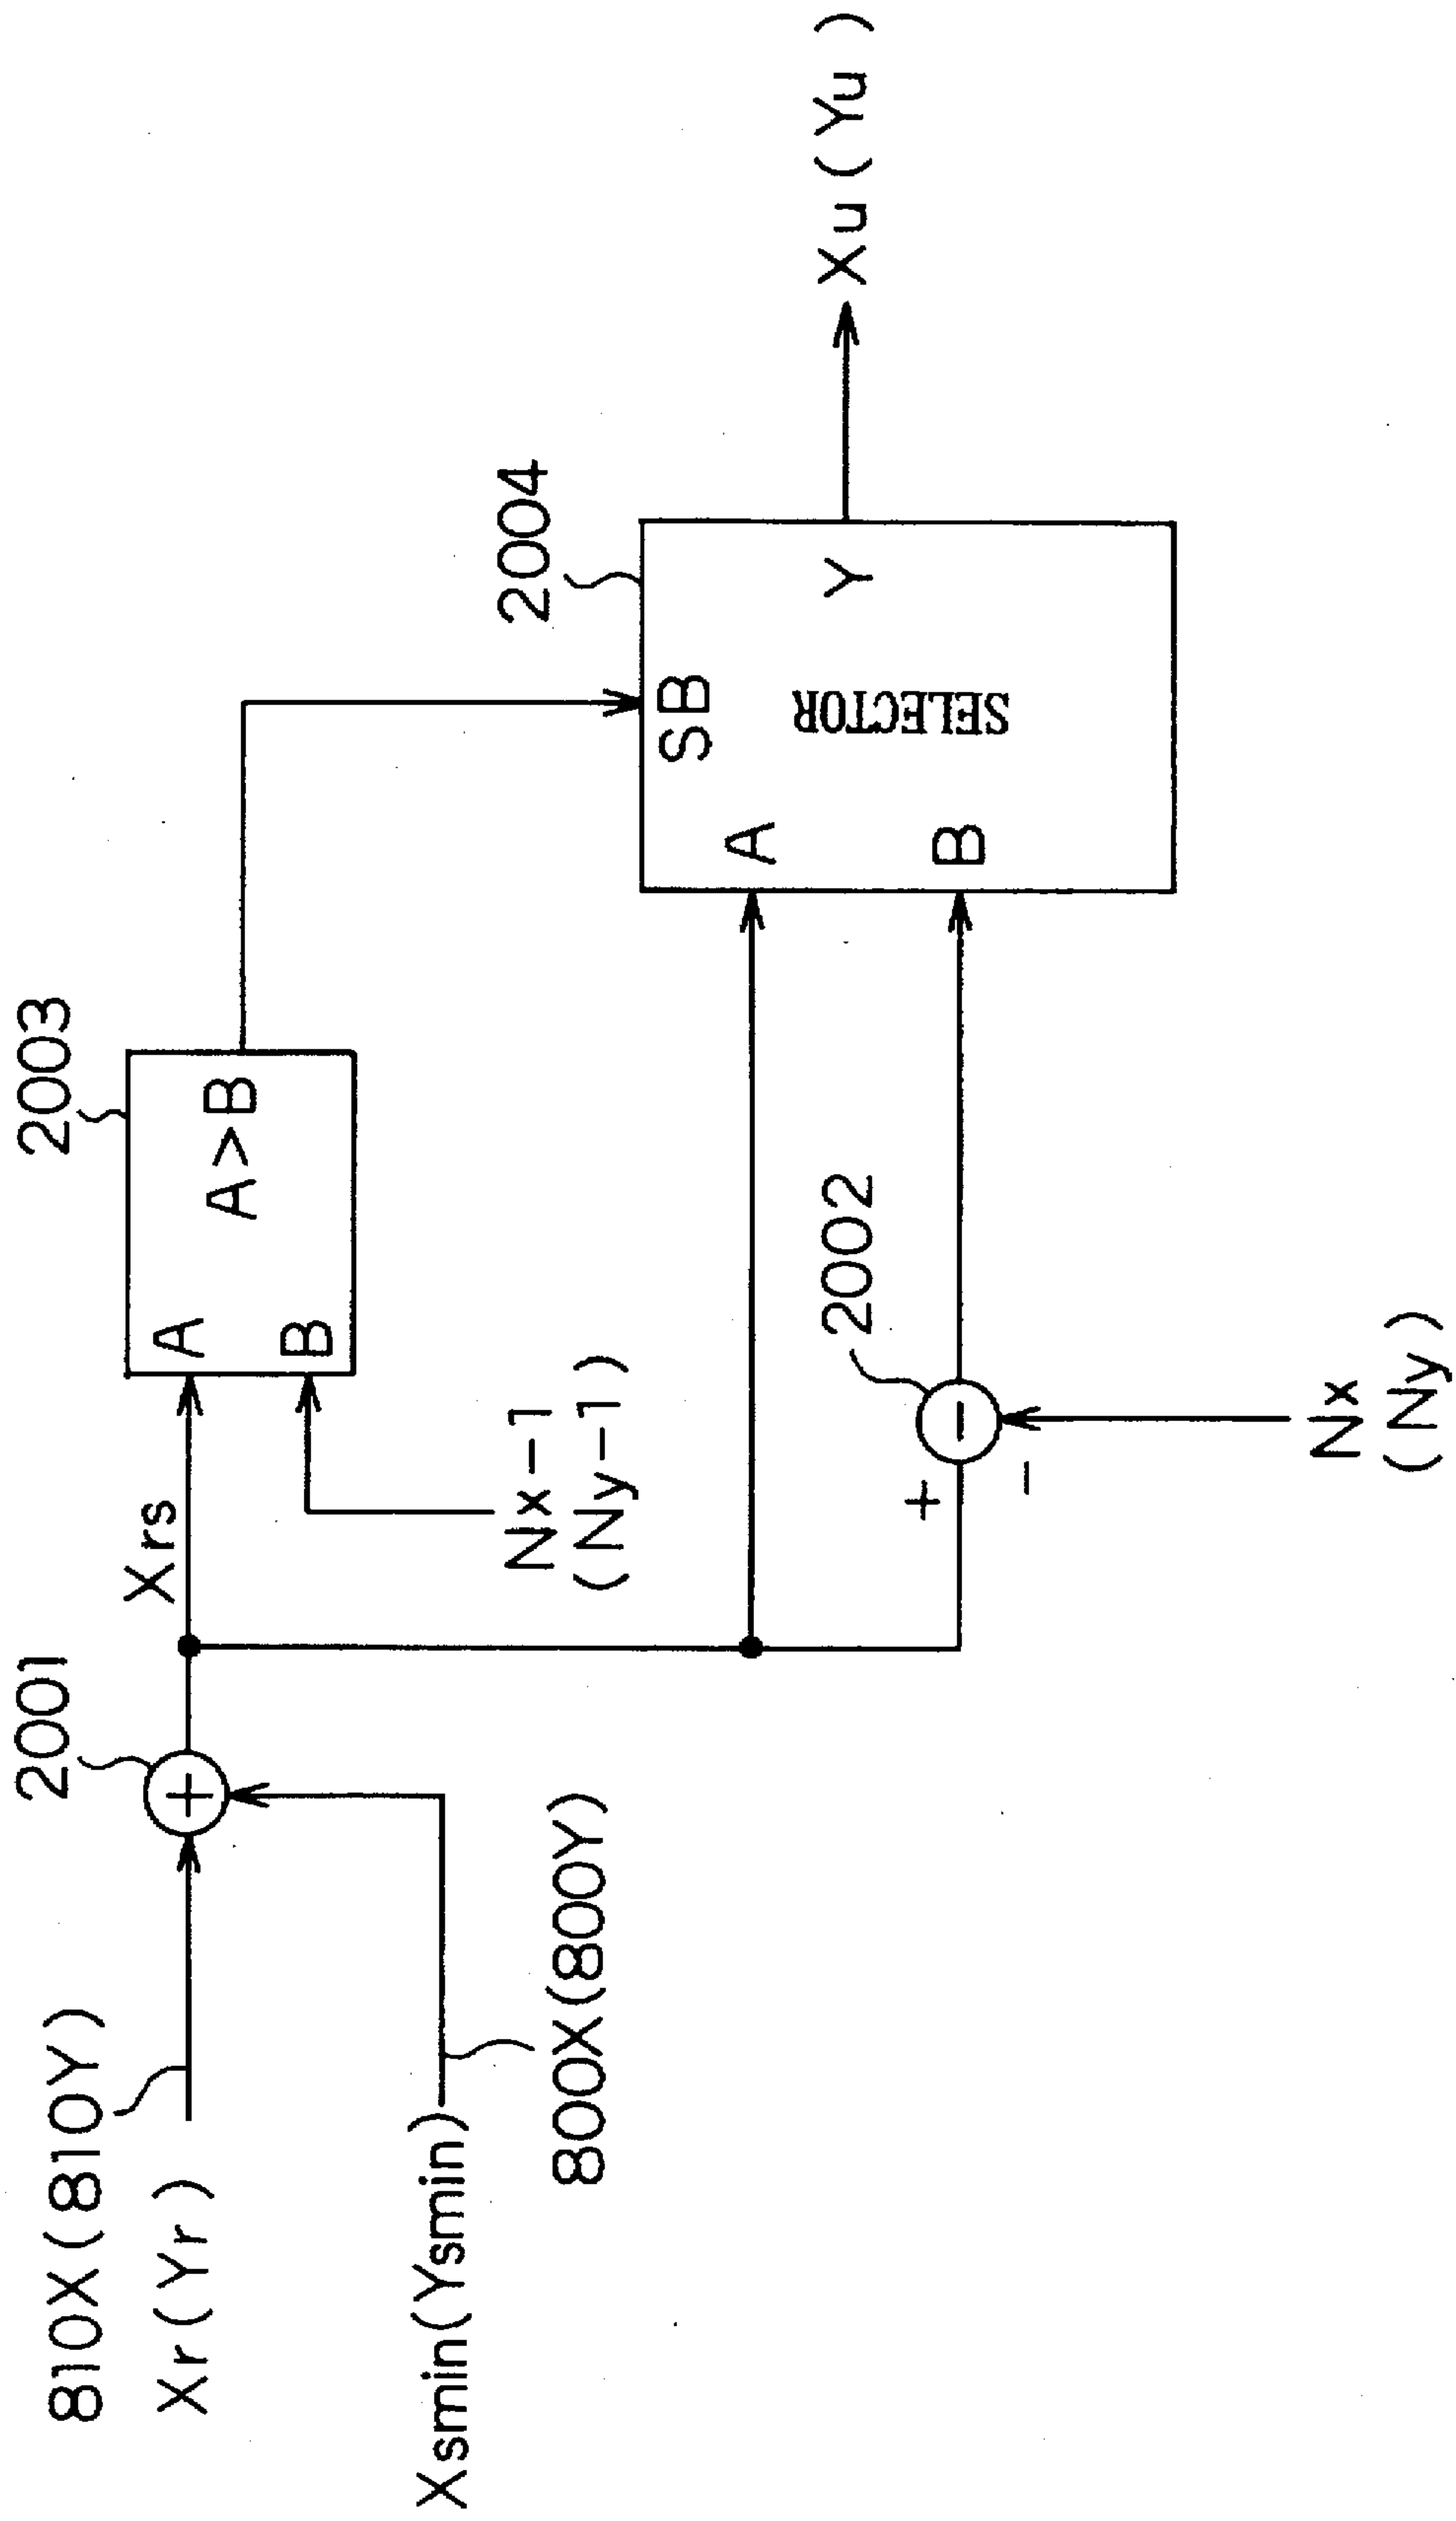 810X(810Y)
Xr(Yr)
Xsmin(Ysmin)
800X(800Y)
2001
+
Xrs
Nx-1
(Ny-1)
2003
A
B
A>B
2002
+
-
-
Nx
(Ny)
2004
SB
A
B
SELECTOR
Y
Xu(Yu)